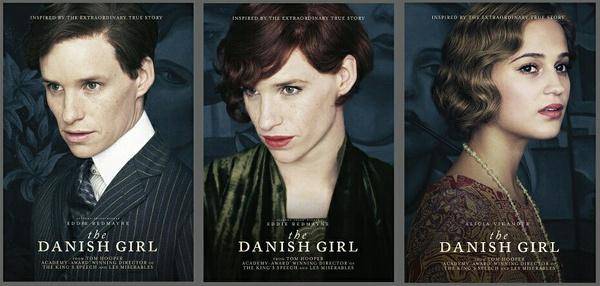 INSPIRED BY THE EXTRAORDINARY TRUE STORY
EDDIE REDMAYNE
the
DANISH GIRL
FROM TOM HOOPER
ACADEMY AWARD WINNING DIRECTOR OF
THE KING'S SPEECH AND LES MISERABLES
INSPIRED BY THE EXTRAORDINARY TRUE STORY
EDDIE REDMAYNE
the
DANISH GIRL
FROM TOM HOOPER
ACADEMY AWARD WINNING DIRECTOR OF
THE KING'S SPEECH AND LES MISERABLES
INSPIRED BY THE EXTRAORDINARY TRUE STORY
ALICIA VIKANDER
the
DANISH GIRL
FROM TOM HOOPER
ACADEMY AWARD WINNING DIRECTOR OF
THE KING'S SPEECH AND LES MISERABLES